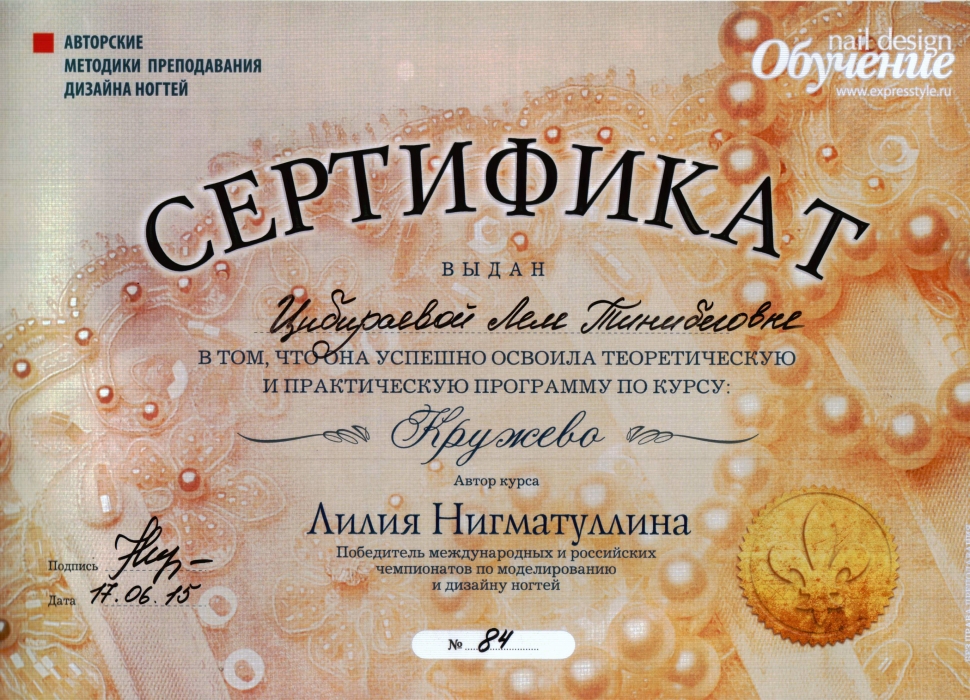 АВТОРСКИЕ
МЕТОДИКИ ПРЕПОДАВАНИЯ
ДИЗАЙНА НОГТЕЙ
nail design
Обучение
www.expresstyle.ru
СЕРТИФИКАТ
ВЫДАН
Цибираевой Леле Тинибеговне
В ТОМ, ЧТО ОНА УСПЕШНО ОСВОИЛА ТЕОРЕТИЧЕСКУЮ
И ПРАКТИЧЕСКУЮ ПРОГРАММУ ПО КУРСУ:
Кружево
Автор курса
Лилия Нигматуллина
Победитель международных и российских
чемпионатов по моделированию
и дизайну ногтей
Подпись
Дата 17.06.15
№ 84